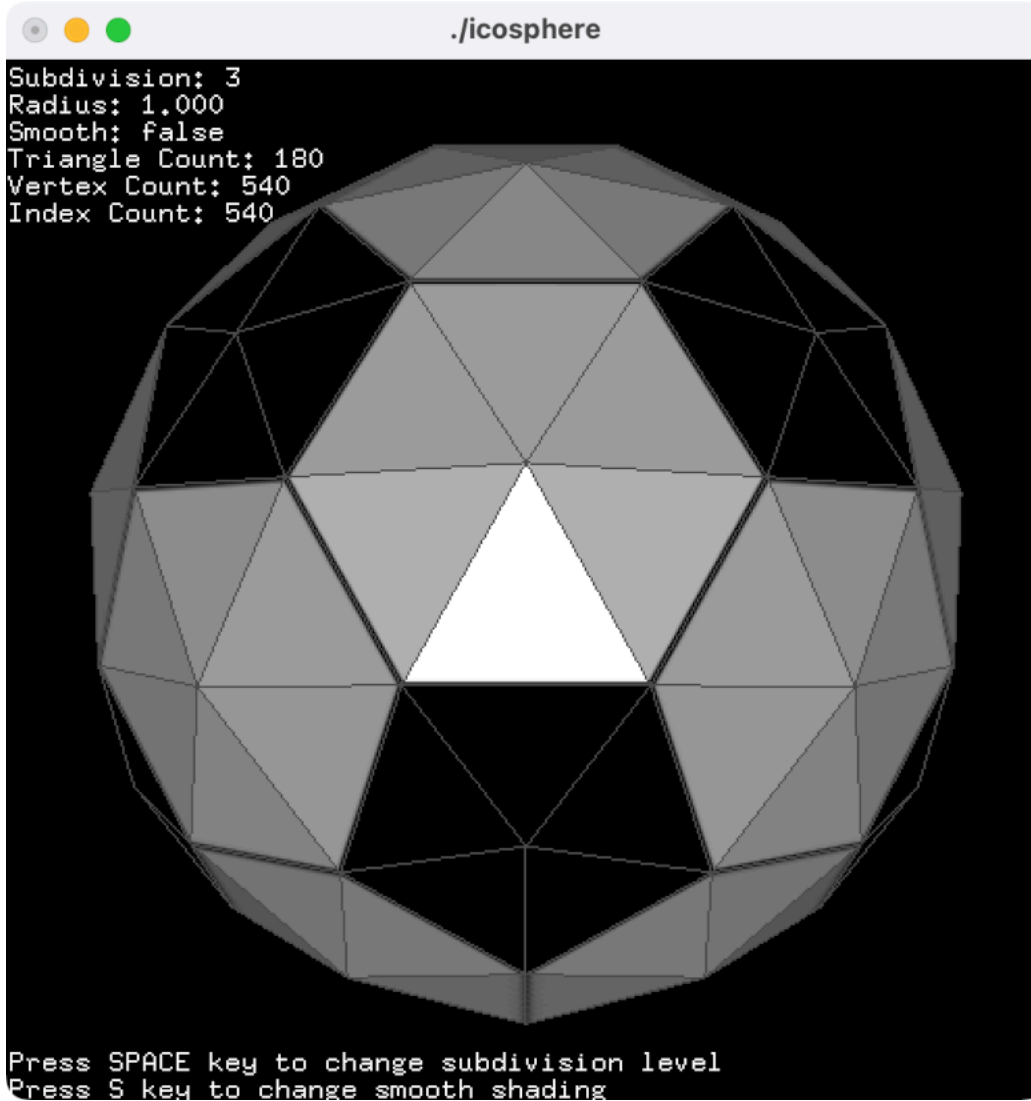 ./icosphere
Subdivision: 3
Radius: 1.000
Smooth: false
Triangle Count: 180
Vertex Count: 540
Index Count: 540
Press SPACE key to change subdivision level
Press S key to change smooth shading